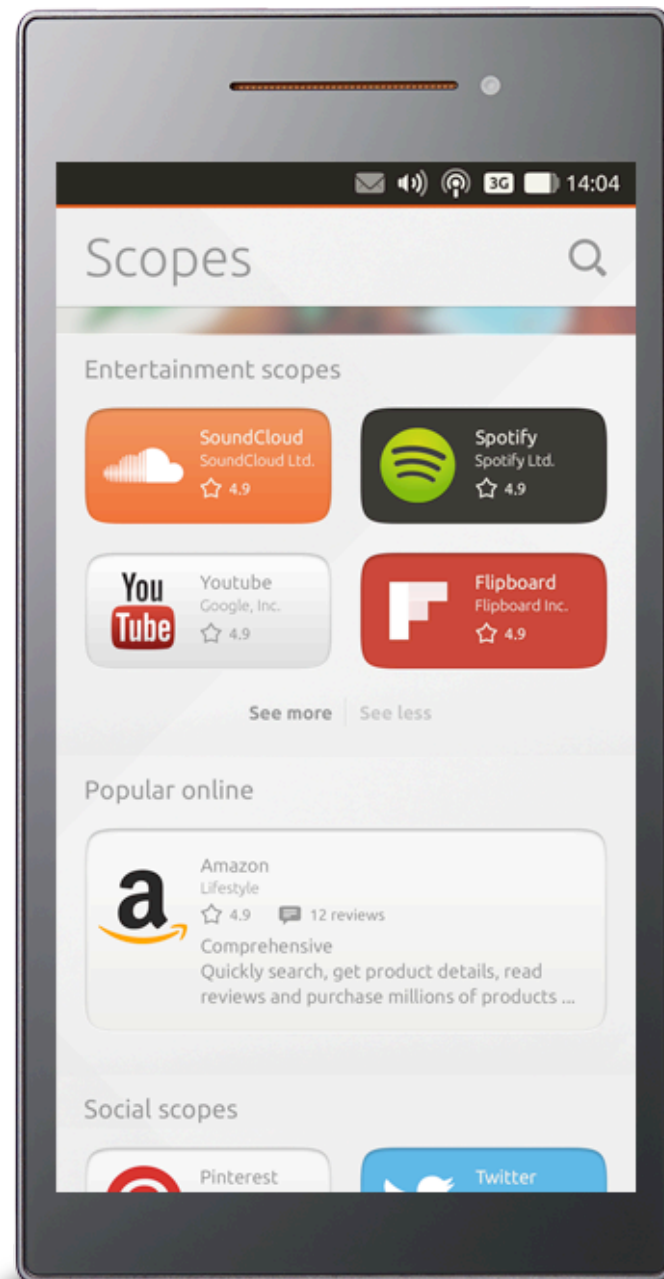 3G 14:04
Scopes
Entertainment scopes
SoundCloud
SoundCloud Ltd.
4.9
Spotify
Spotify Ltd.
4.9
You
Tube
Youtube
Google, Inc.
4.9
Flipboard
Flipboard Inc.
4.9
See more See less
Popular online
a
Amazon
Lifestyle
4.9 12 reviews
Comprehensive
Quickly search, get product details, read
reviews and purchase millions of products ...
Social scopes
Pinterest
Twitter